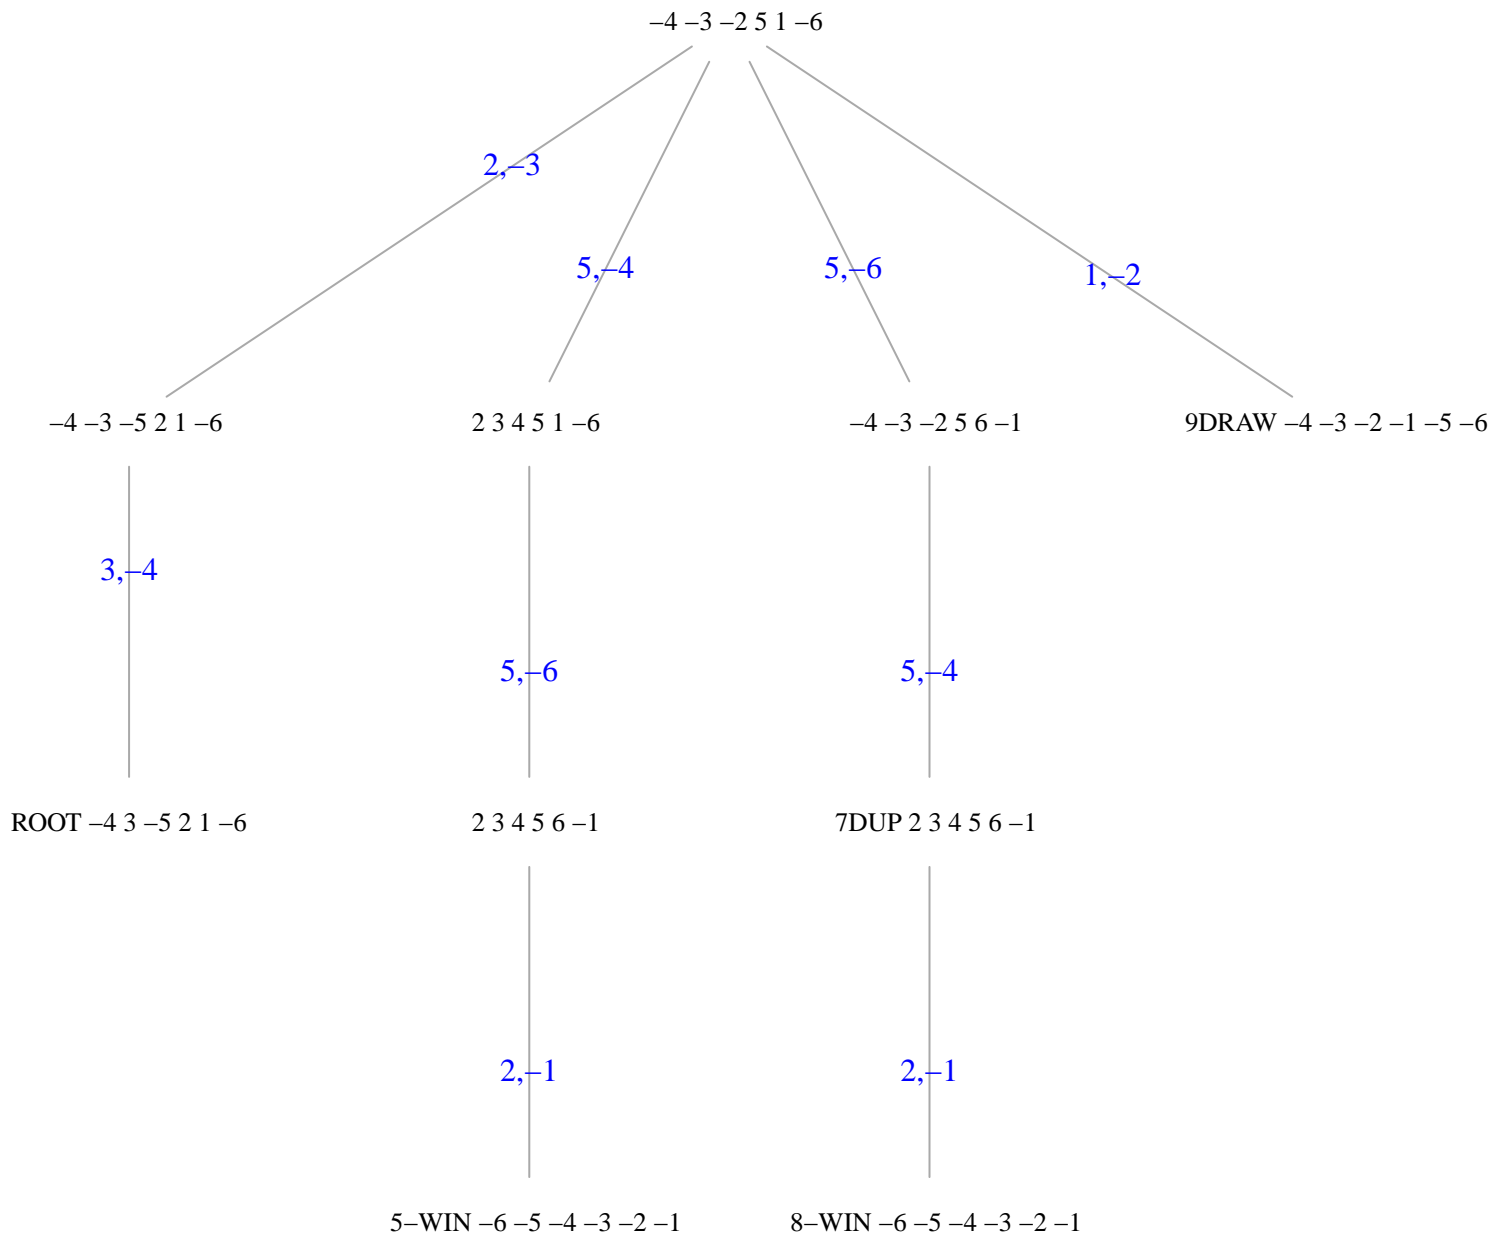 –4 –3 –2 5 1 –6
2,–3
5,–4
5,–6
1,–2
–4 –3 –5 2 1 –6
2 3 4 5 1 –6
–4 –3 –2 5 6 –1
9DRAW –4 –3 –2 –1 –5 –6
3,–4
5,–6
5,–4
ROOT –4 3 –5 2 1 –6
2 3 4 5 6 –1
7DUP 2 3 4 5 6 –1
2,–1
2,–1
5–WIN –6 –5 –4 –3 –2 –1
8–WIN –6 –5 –4 –3 –2 –1